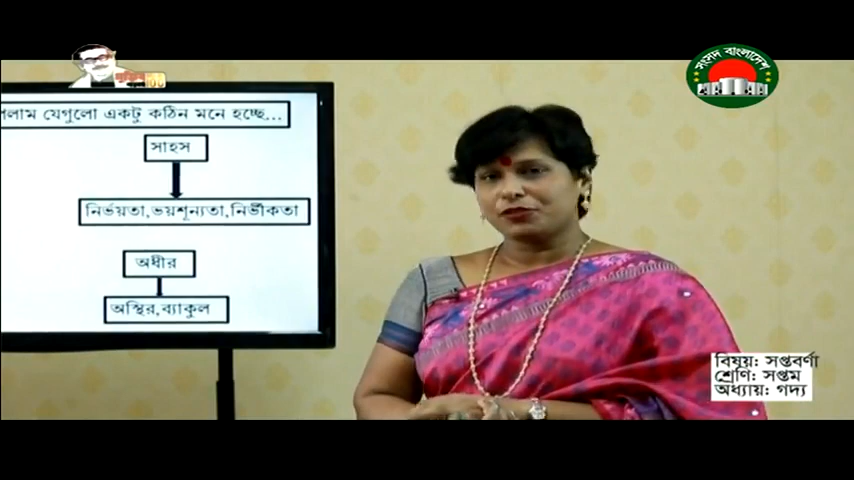 সংসদ বাংলাদেশ
যেগুলো একটু কঠিন মনে হচ্ছে...
সাহস
নির্ভয়তা,ভয়শূন্যতা,নির্ভীকতা
অধীর
অস্থির,ব্যাকুল
বিষয়: সপ্তবর্ণা
শ্রেণি: সপ্তম
অধ্যায়: গদ্য